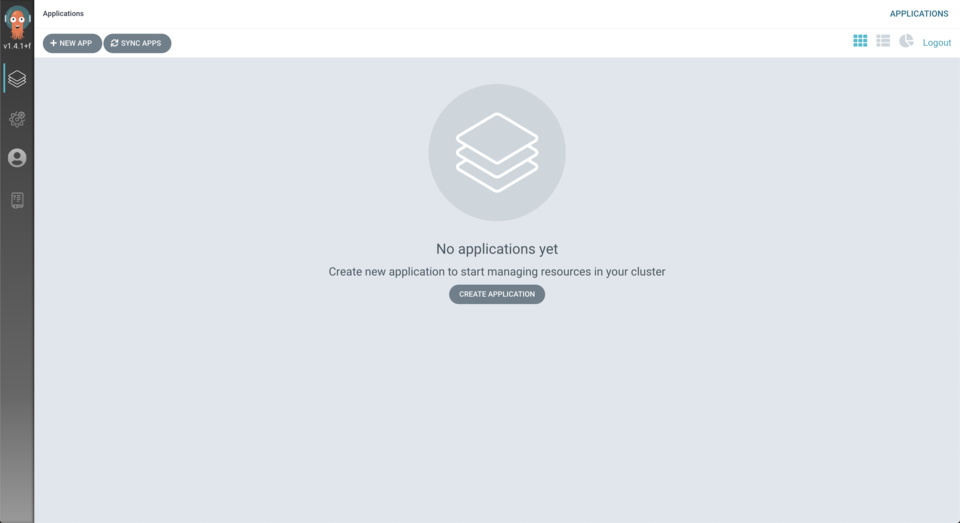 Applications
APPLICATIONS
v1.4.1+f
NEW APP
SYNC APPS
Logout
No applications yet
Create new application to start managing resources in your cluster
CREATE APPLICATION